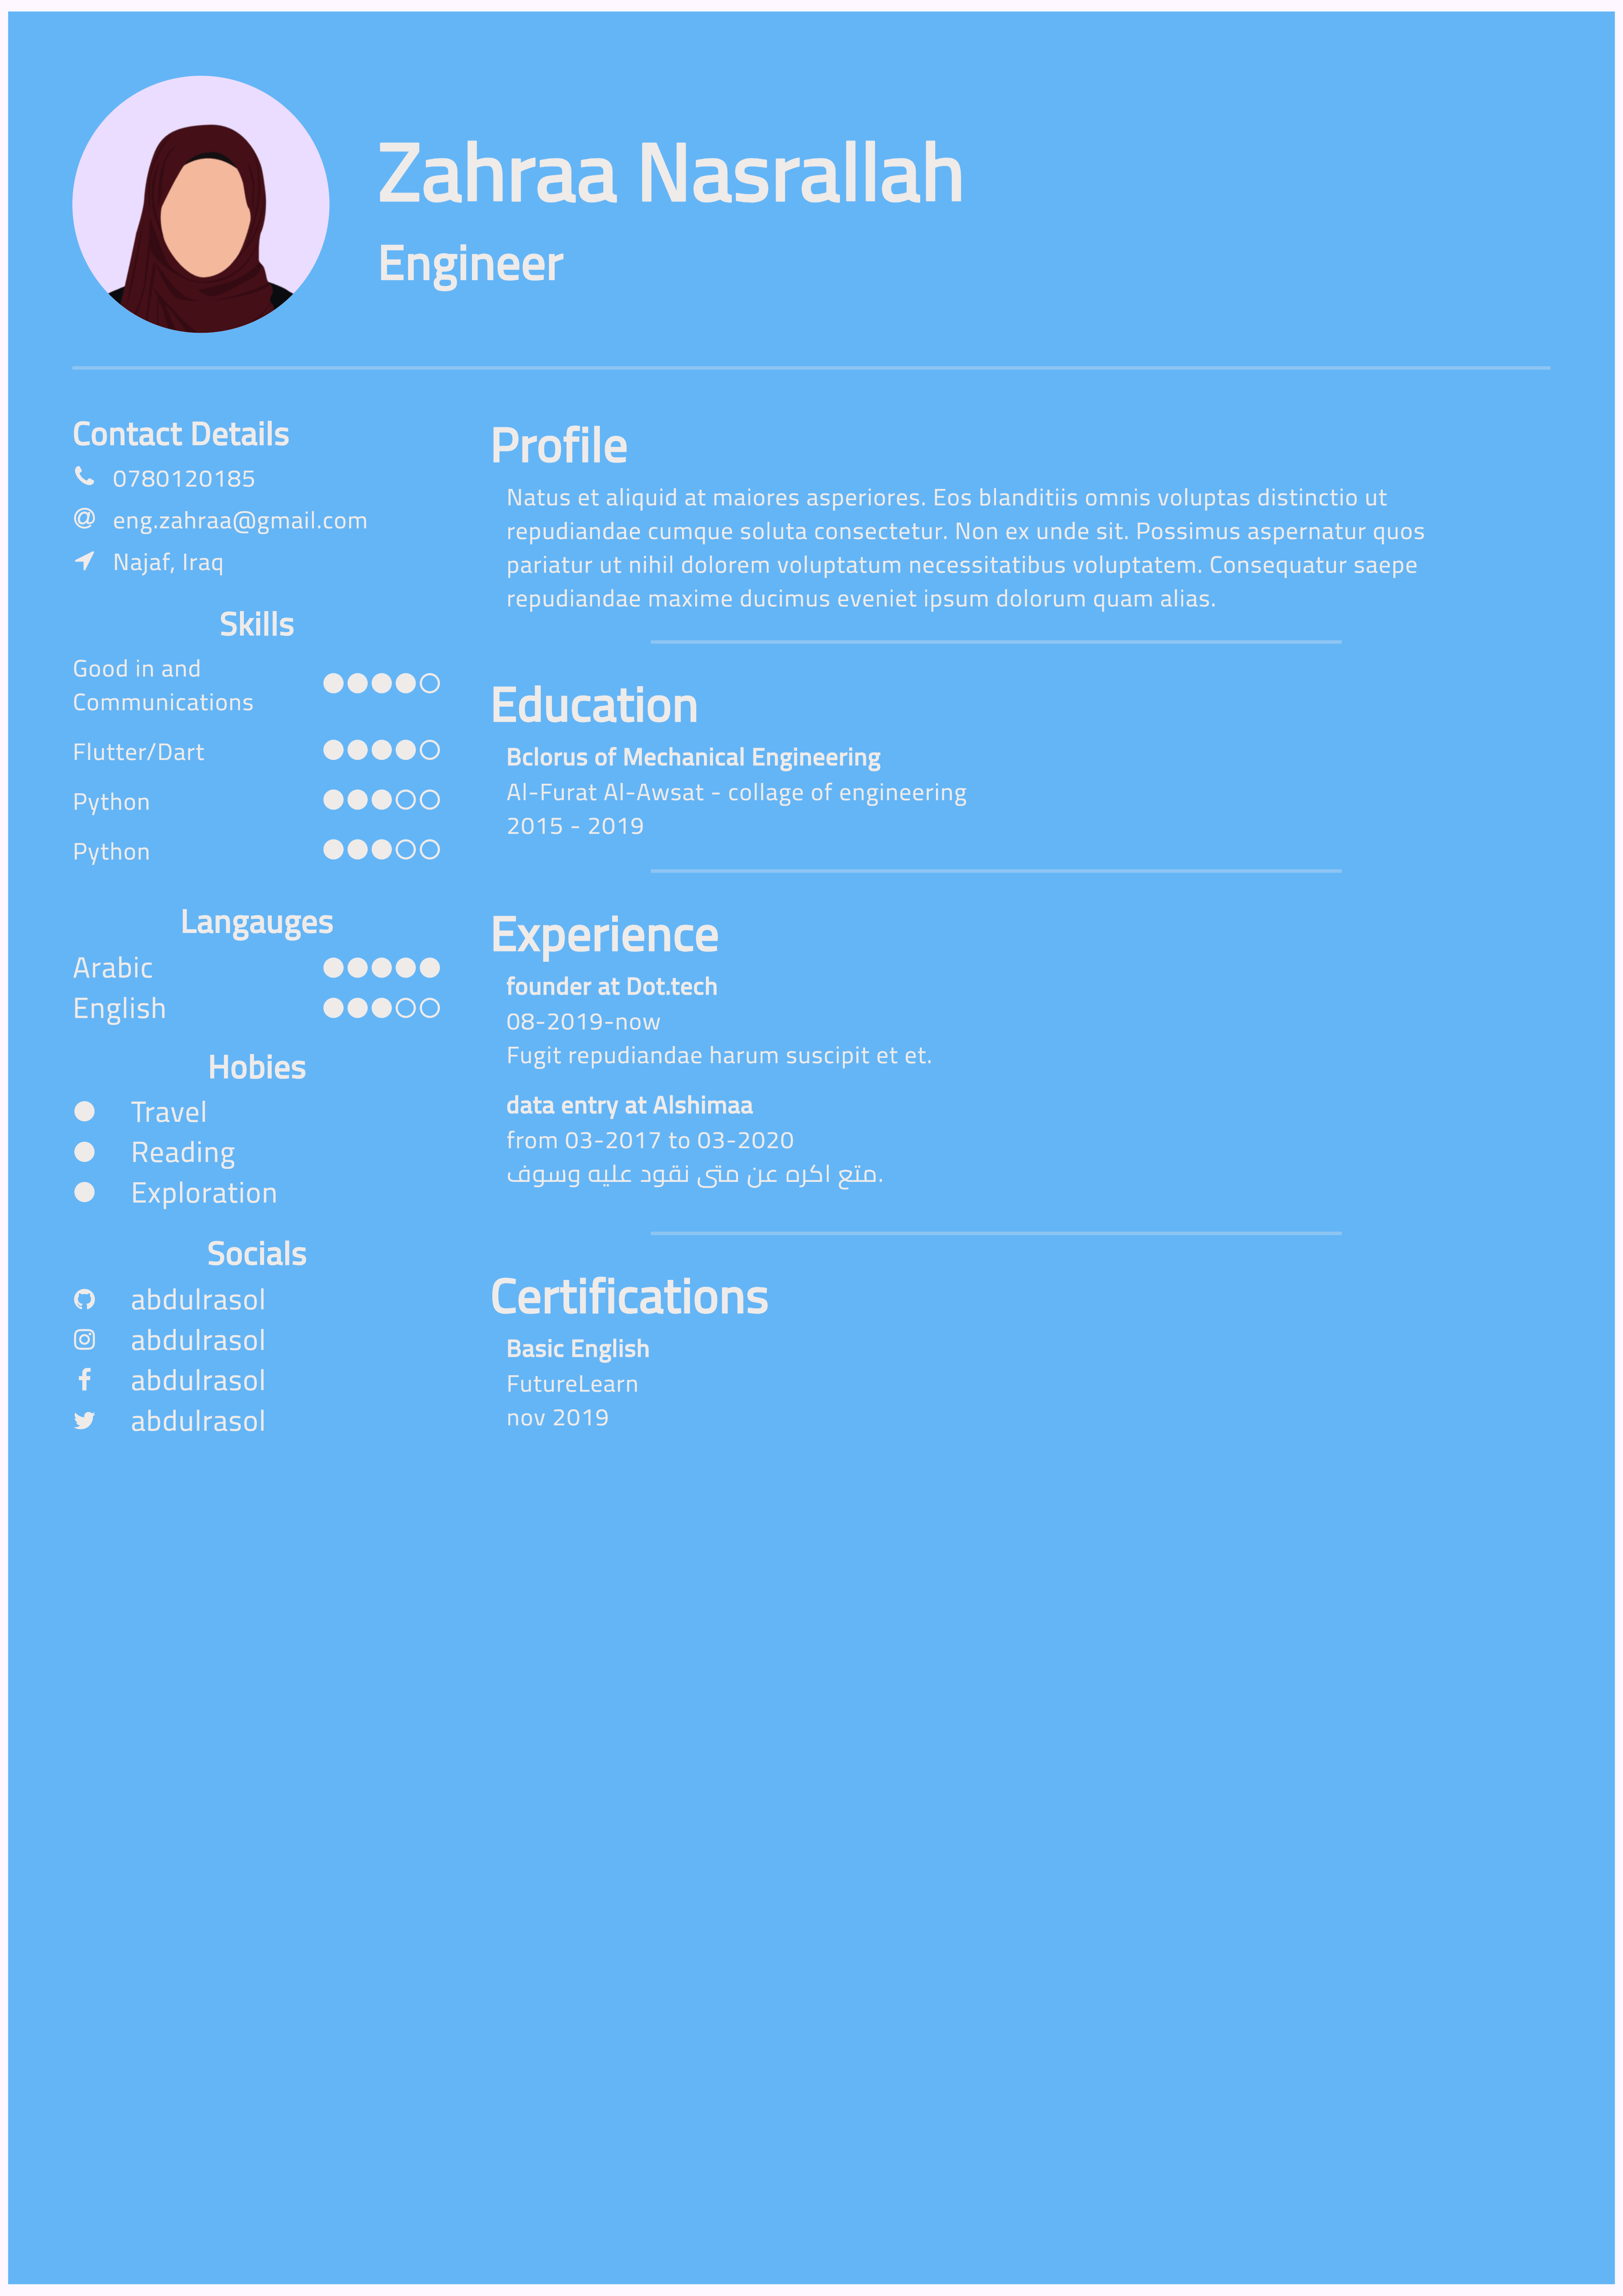 Zahraa Nasrallah
Engineer
Contact Details
0780120185
eng.zahraa@gmail.com
Najaf, Iraq
Skills
Good in and
Communications
Flutter/Dart
Python
Python
Langauges
Arabic
English
Hobies
Travel
Reading
Exploration
Socials
abdulrasol
abdulrasol
abdulrasol
abdulrasol
Profile
Natus et aliquid at maiores asperiores. Eos blanditiis omnis voluptas distinctio ut
repudiandae cumque soluta consectetur. Non ex unde sit. Possimus aspernatur quos
pariatur ut nihil dolorem voluptatum necessitatibus voluptatem. Consequatur saepe
repudiandae maxime ducimus eveniet ipsum dolorum quam alias.
Education
Bclorus of Mechanical Engineering
Al-Furat Al-Awsat - collage of engineering
2015 - 2019
Experience
founder at Dot.tech
08-2019-now
Fugit repudiandae harum suscipit et et.
data entry at Alshimaa
from 03-2017 to 03-2020
متع اكره عن متى نقود عليه وسوف.
Certifications
Basic English
FutureLearn
nov 2019